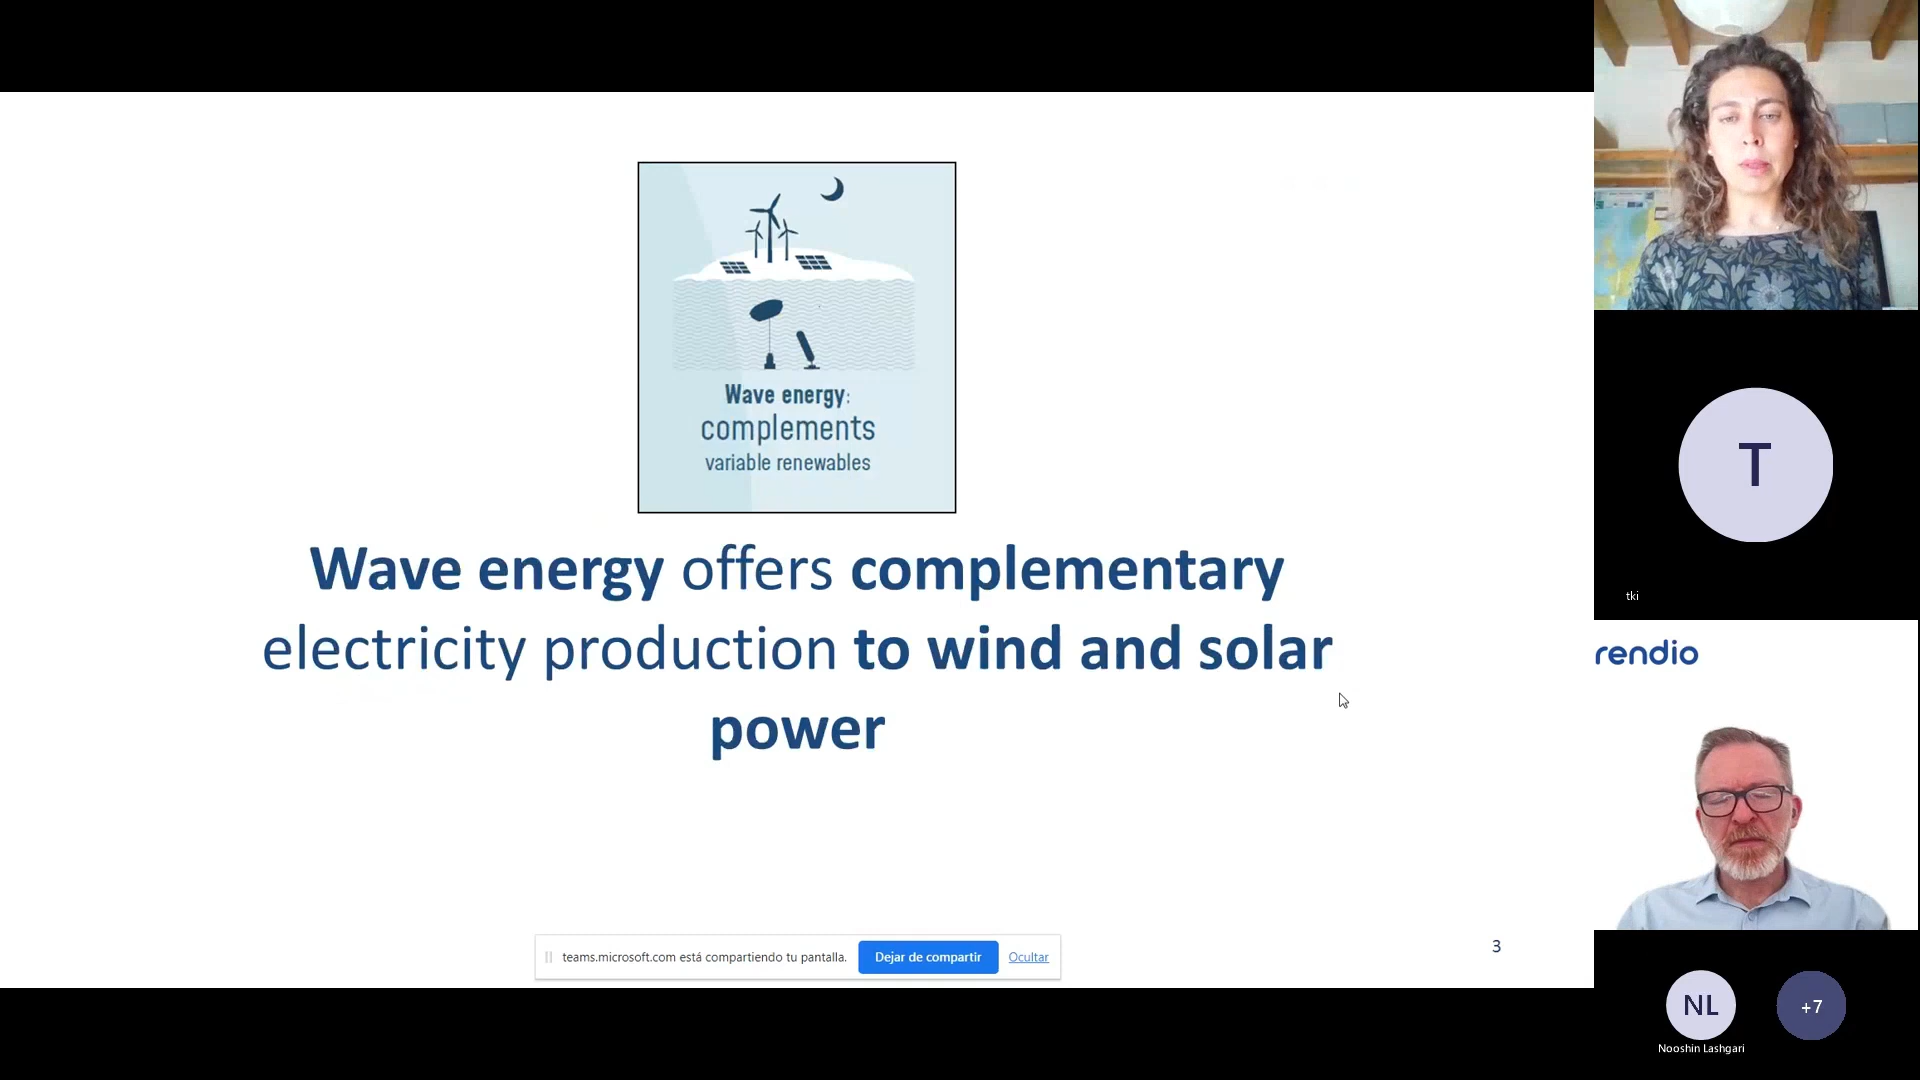 Wave energy:
complements
variable renewables
Wave energy offers complementary
electricity production to wind and solar
power
teams.microsoft.com está compartiendo tu pantalla.
Dejar de compartir
Ocultar
3
T
tki
rendio
NL
Nooshin Lashgari
+7